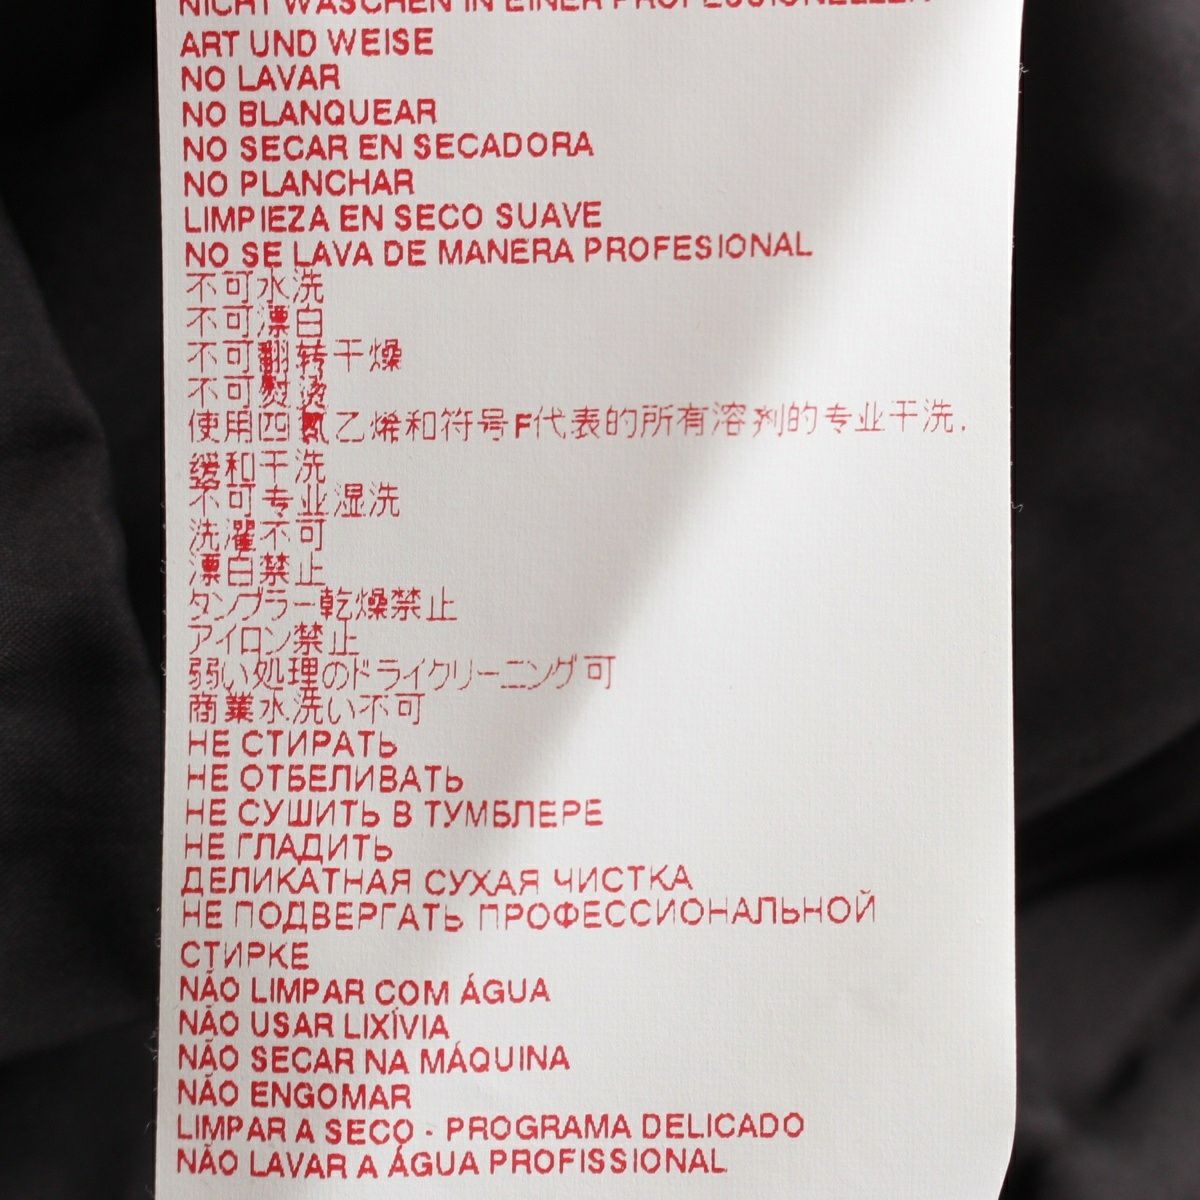 NICHT WASCHEN IN EINER PROFESSIONELLEN
ART UND WEISE
NO LAVAR
NO BLANQUEAR
NO SECAR EN SECADORA
NO PLANCHAR
LIMPIEZA EN SECO SUAVE
NO SE LAVA DE MANERA PROFESIONAL
不可水洗
不可漂白
不可翻转干燥
不可熨烫
使用四氯乙烯和符号F代表的所有溶剂的专业干洗.
缓和干洗
不可专业湿洗
洗濯不可
漂白禁止
タンブラー乾燥禁止
アイロン禁止
弱い処理のドライクリーニング可
商業水洗い不可
НЕ СТИРАТЬ
НЕ ОТБЕЛИВАТЬ
НЕ СУШИТЬ В ТУМБЛЕРЕ
НЕ ГЛАДИТЬ
ДЕЛИКАТНАЯ СУХАЯ ЧИСТКА
НЕ ПОДВЕРГАТЬ ПРОФЕССИОНАЛЬНОЙ
СТИРКЕ
NÃO LIMPAR COM ÁGUA
NÃO USAR LIXÍVIA
NÃO SECAR NA MÁQUINA
NÃO ENGOMAR
LIMPAR A SECO - PROGRAMA DELICADO
NÃO LAVAR A ÁGUA PROFISSIONAL